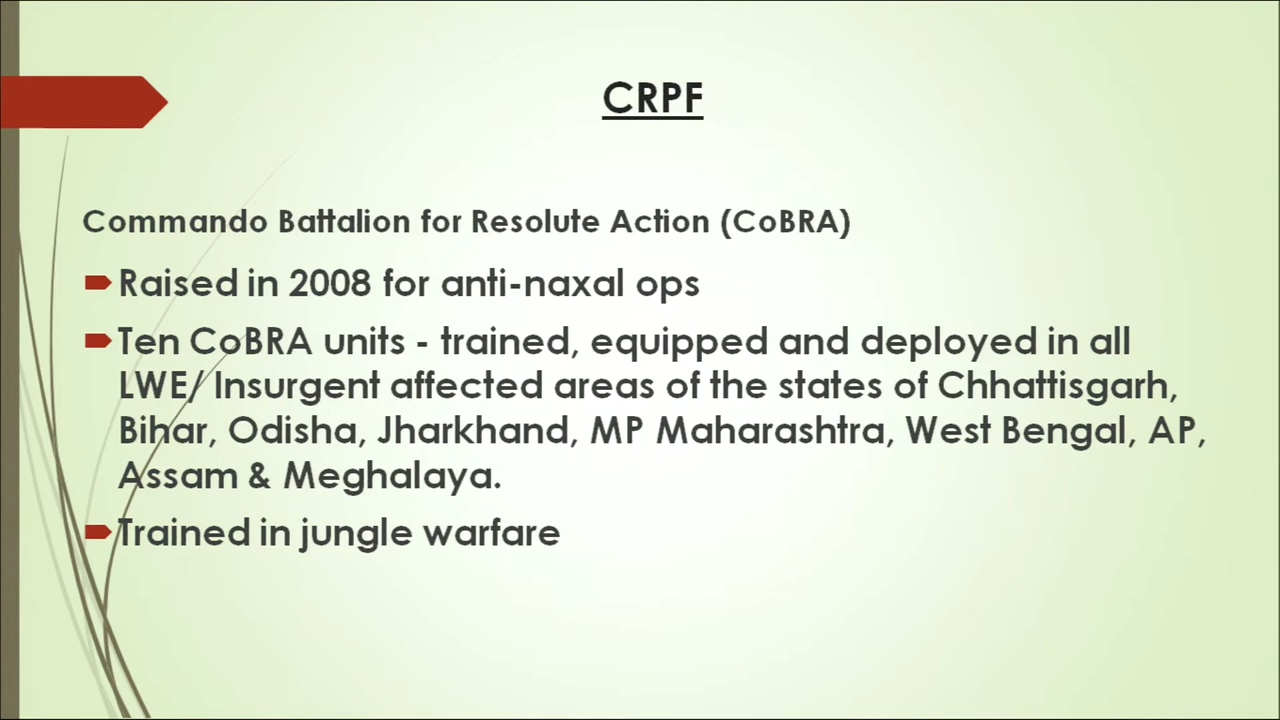 CRPF
Commando Battalion for Resolute Action (CoBRA)
Raised in 2008 for anti-naxal ops
Ten CoBRA units - trained, equipped and deployed in all
LWE/ Insurgent affected areas of the states of Chhattisgarh,
Bihar, Odisha, Jharkhand, MP Maharashtra, West Bengal, AP,
Assam & Meghalaya.
Trained in jungle warfare